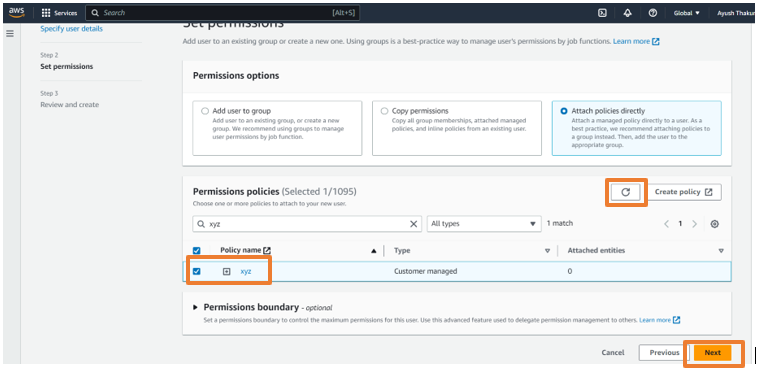 aws Services Search [Alt+S] Global Ayush Thakur
Set permissions
Specify user details
Add user to an existing group or create a new one. Using groups is a best-practice way to manage user's permissions by job functions. Learn more
Step 2
Set permissions
Step 3
Review and create
Permissions options
Add user to group
Add user to an existing group, or create a new
group. We recommend using groups to manage
user permissions by job function.
Copy permissions
Copy all group memberships, attached managed
policies, and inline policies from an existing user.
Attach policies directly
Attach a managed policy directly to a user. As a
best practice, we recommend attaching policies to
a group instead. Then, add the user to the
appropriate group.
Permissions policies (Selected 1/1095)
Choose one or more policies to attach to your new user.
Create policy
xyz All types 1 match 1
Policy name Type Attached entities
xyz Customer managed 0
Permissions boundary - optional
Set a permissions boundary to control the maximum permissions for this user. Use this advanced feature used to delegate permission management to others. Learn more
Cancel Previous Next